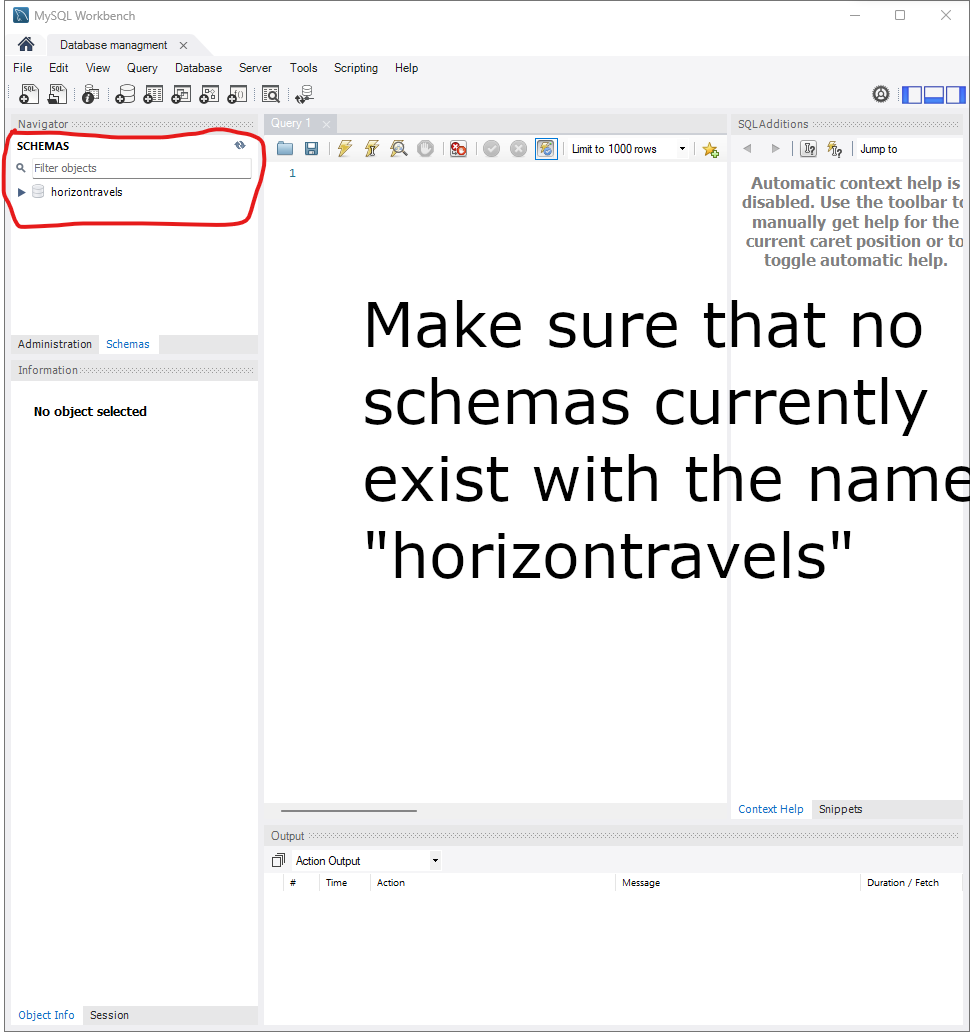 MySQL Workbench
Database managment
File Edit View Query Database Server Tools Scripting Help
Navigator
SCHEMAS
Filter objects
horizontravels
Administration Schemas
Information
No object selected
Object Info Session
Query 1
Limit to 1000 rows
1
SQLAdditions
Jump to
Automatic context help is
disabled. Use the toolbar to
manually get help for the
current caret position or to
toggle automatic help.
Make sure that no
schemas currently
exist with the name
"horizontravels"
Context Help Snippets
Output
Action Output
# Time Action Message Duration / Fetch